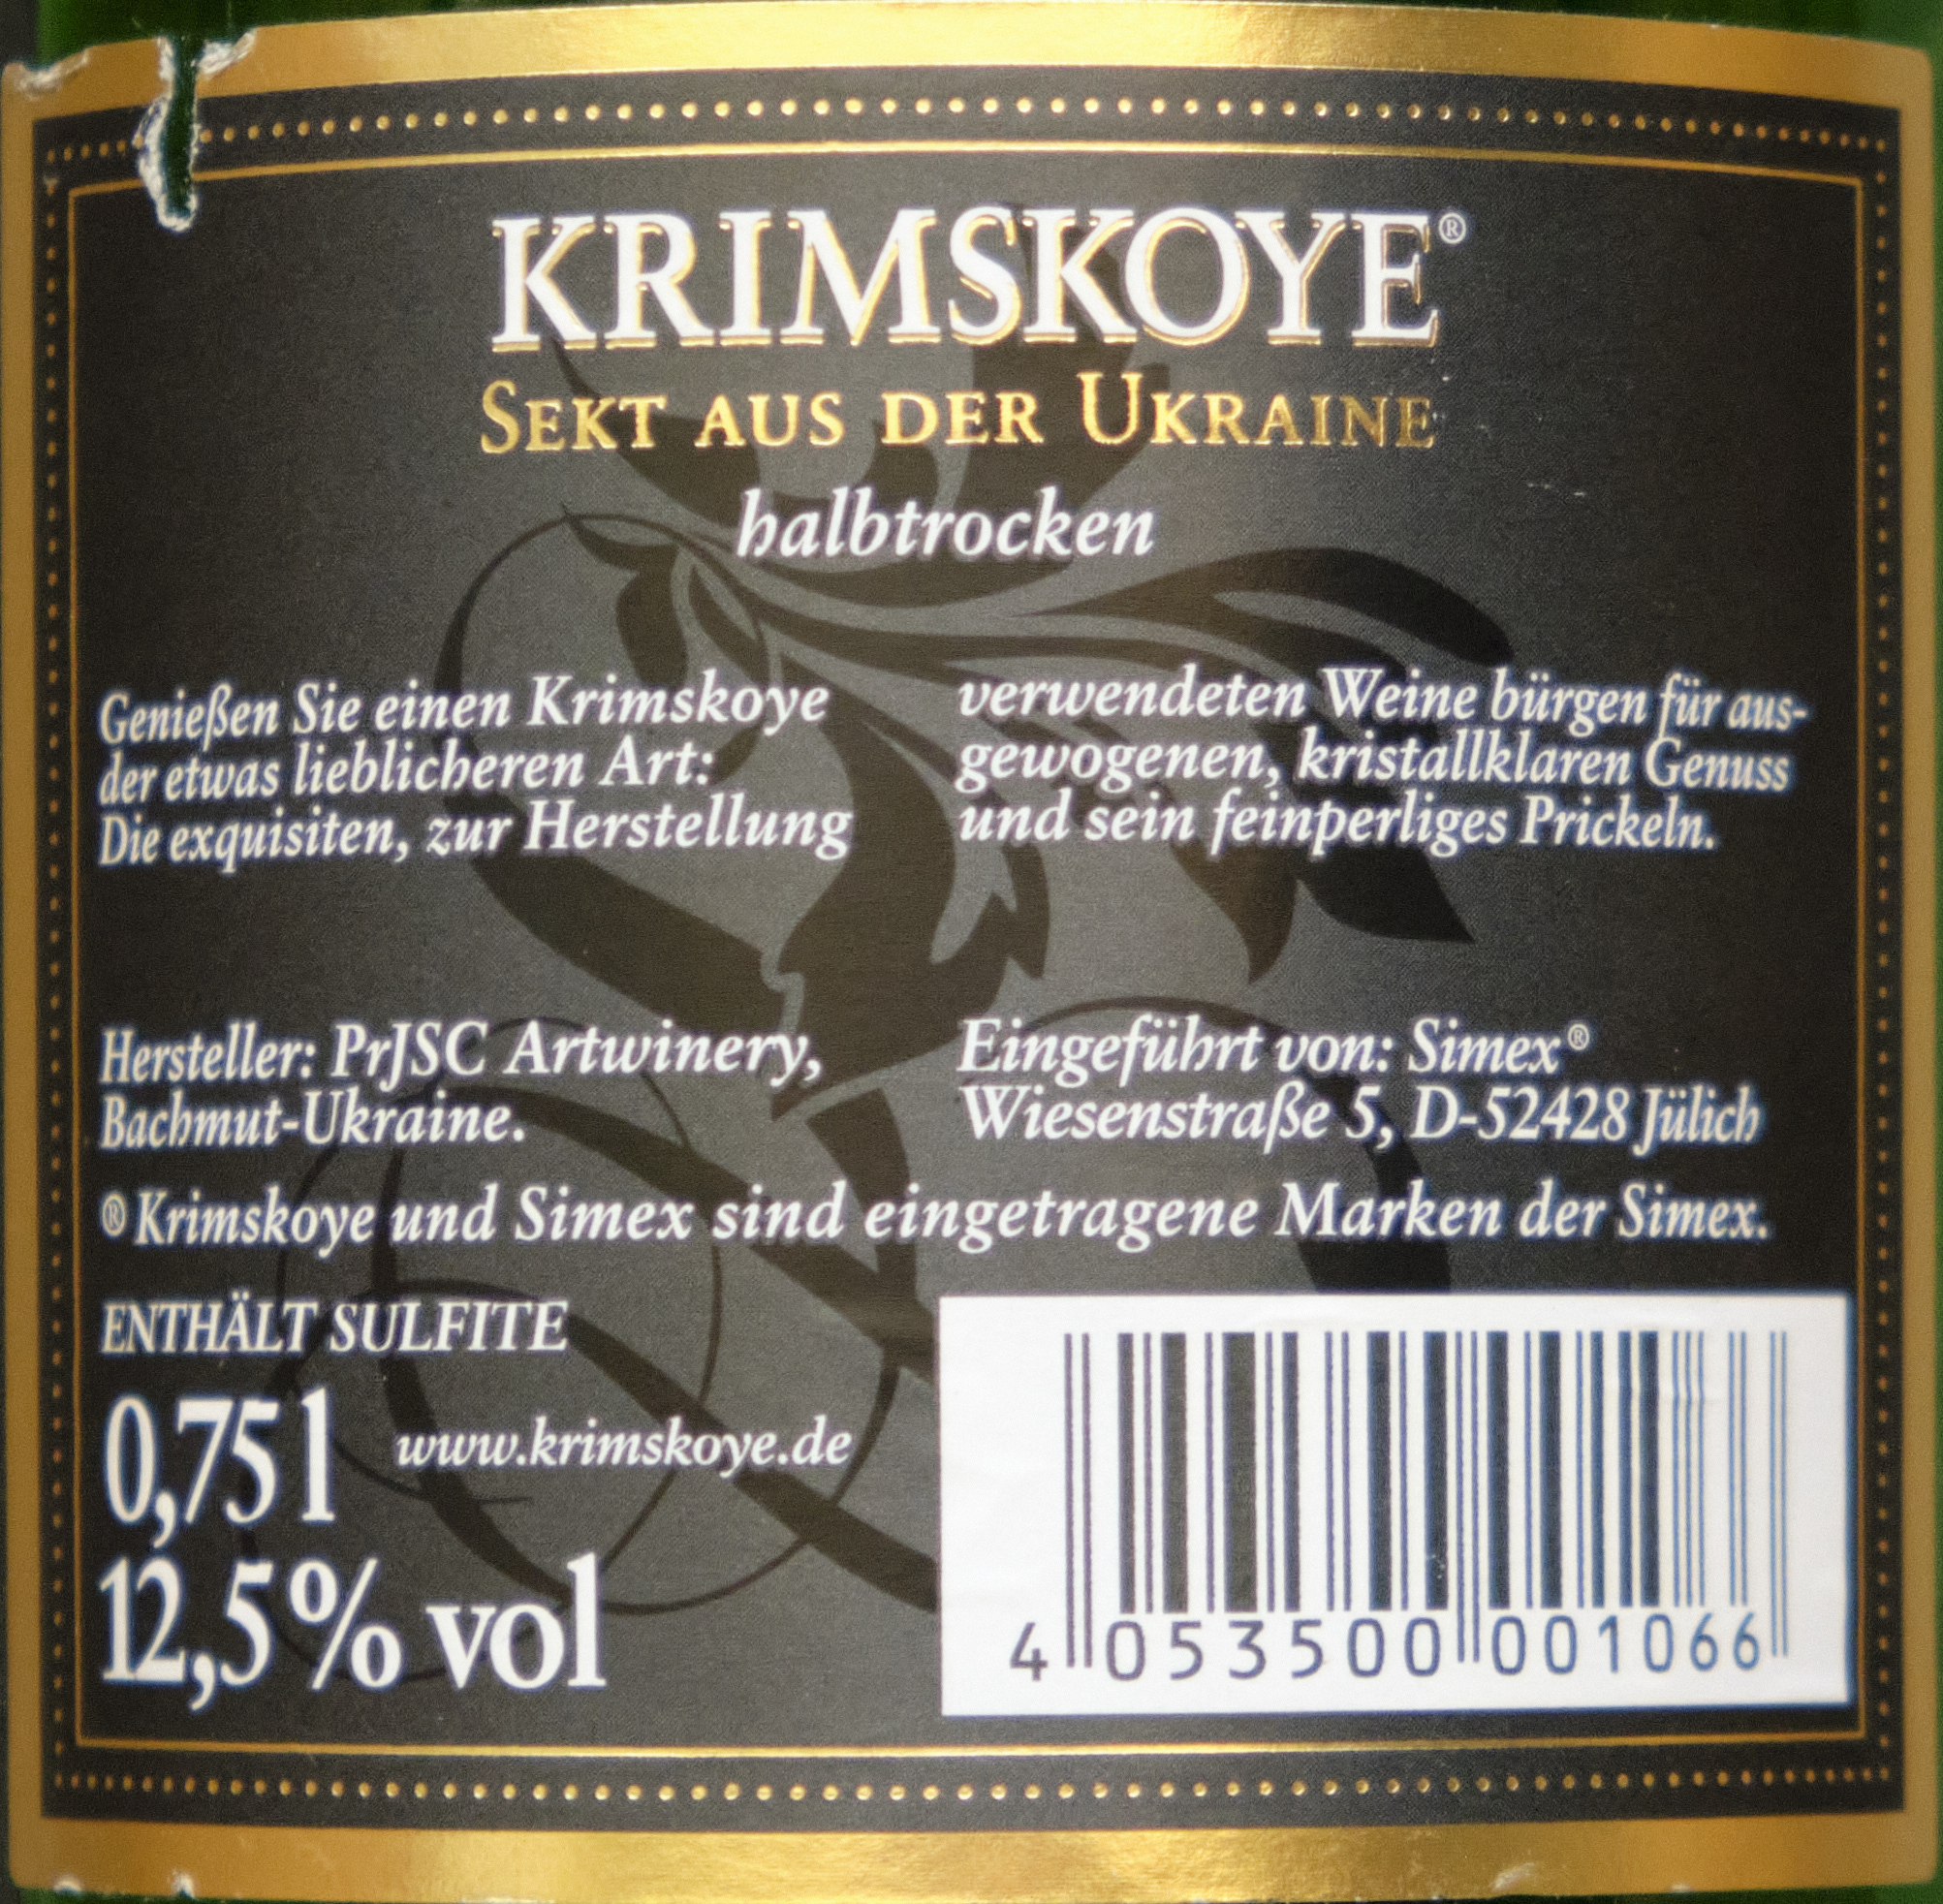 KRIMSKOYE®
SEKT AUS DER UKRAINE
halbtrocken
Genießen Sie einen Krimskoye
der etwas lieblicheren Art:
Die exquisiten, zur Herstellung
verwendeten Weine bürgen für aus-
gewogenen, kristallklaren Genuss
und sein feinperliges Prickeln.
Hersteller: PrJSC Artwinery,
Bachmut-Ukraine.
Eingeführt von: Simex®
Wiesenstraße 5, D-52428 Jülich
® Krimskoye und Simex sind eingetragene Marken der Simex.
ENTHÄLT SULFITE
0,75 l
www.krimskoye.de
12,5% vol
4 053500 001066